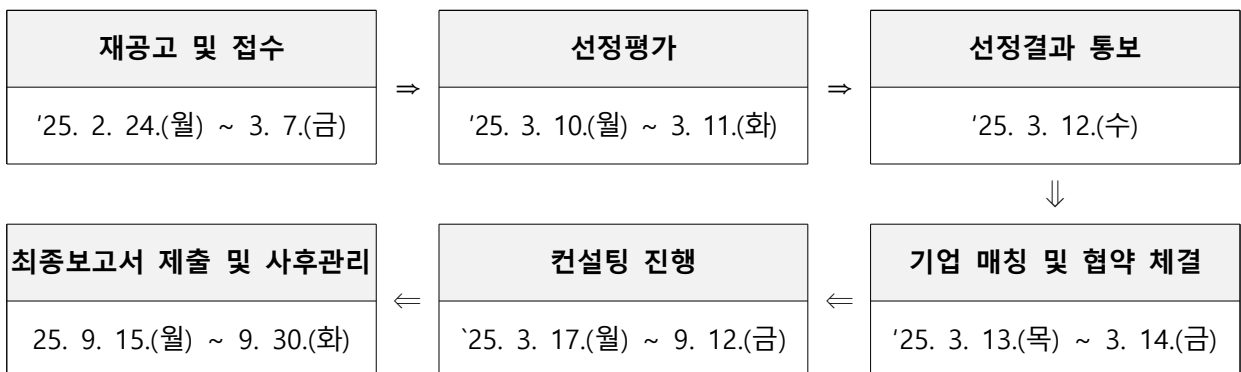 재공고 및 접수 ⇒ 선정평가 ⇒ 선정결과 통보
'25. 2. 24.(월) ~ 3. 7.(금) '25. 3. 10.(월) ~ 3. 11.(화) '25. 3. 12.(수)
⇓
최종보고서 제출 및 사후관리 ⇐ 컨설팅 진행 ⇐ 기업 매칭 및 협약 체결
25. 9. 15.(월) ~ 9. 30.(화) `25. 3. 17.(월) ~ 9. 12.(금) '25. 3. 13.(목) ~ 3. 14.(금)